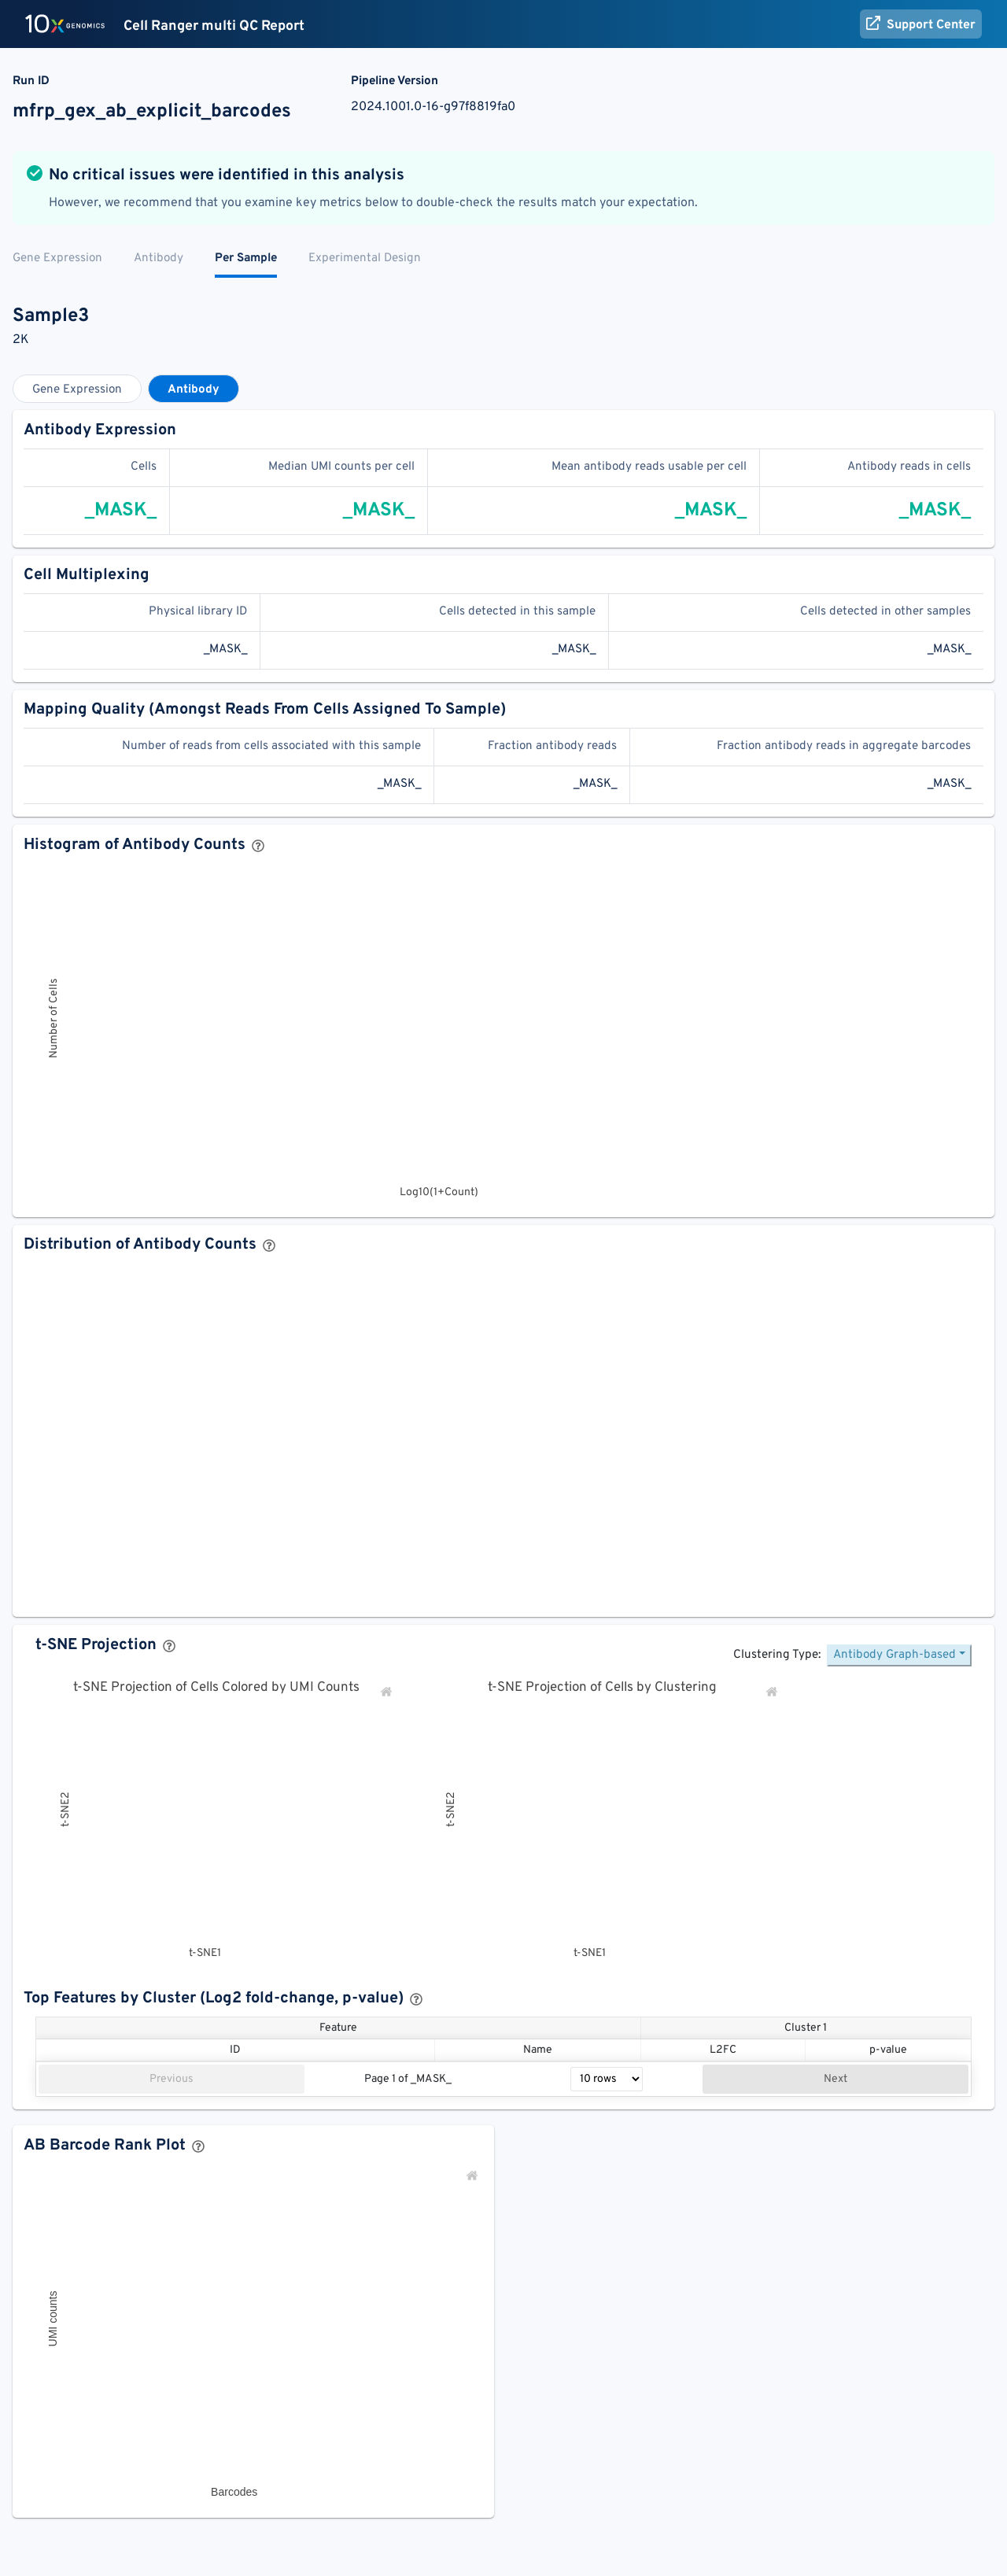 10x GENOMICS Cell Ranger multi QC Report Support Center
Run ID Pipeline Version
mfrp_gex_ab_explicit_barcodes 2024.1001.0-16-g97f8819fa0
No critical issues were identified in this analysis
However, we recommend that you examine key metrics below to double-check the results match your expectation.
Gene Expression Antibody Per Sample Experimental Design
Sample3
2K
Gene Expression Antibody
Antibody Expression
Cells Median UMI counts per cell Mean antibody reads usable per cell Antibody reads in cells
_MASK_ _MASK_ _MASK_ _MASK_
Cell Multiplexing
Physical library ID Cells detected in this sample Cells detected in other samples
_MASK_ _MASK_ _MASK_
Mapping Quality (Amongst Reads From Cells Assigned To Sample)
Number of reads from cells associated with this sample Fraction antibody reads Fraction antibody reads in aggregate barcodes
_MASK_ _MASK_ _MASK_
Histogram of Antibody Counts ?
Number of Cells
Log10(1+Count)
Distribution of Antibody Counts ?
t-SNE Projection ?
Clustering Type: Antibody Graph-based
t-SNE Projection of Cells Colored by UMI Counts t-SNE Projection of Cells by Clustering
t-SNE2 t-SNE2
t-SNE1 t-SNE1
Top Features by Cluster (Log2 fold-change, p-value) ?
Feature Cluster 1
ID Name L2FC p-value
Previous Page 1 of _MASK_ 10 rows Next
AB Barcode Rank Plot ?
UMI counts
Barcodes